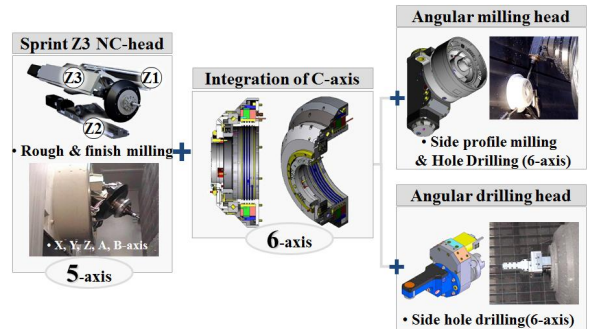 Sprint Z3 NC-head
Z3
Z1
Z2
• Rough & finish milling
• X, Y, Z, A, B-axis
5-axis
+
Integration of C-axis
6-axis
+
Angular milling head
• Side profile milling
& Hole Drilling (6-axis)
+
Angular drilling head
• Side hole drilling(6-axis)